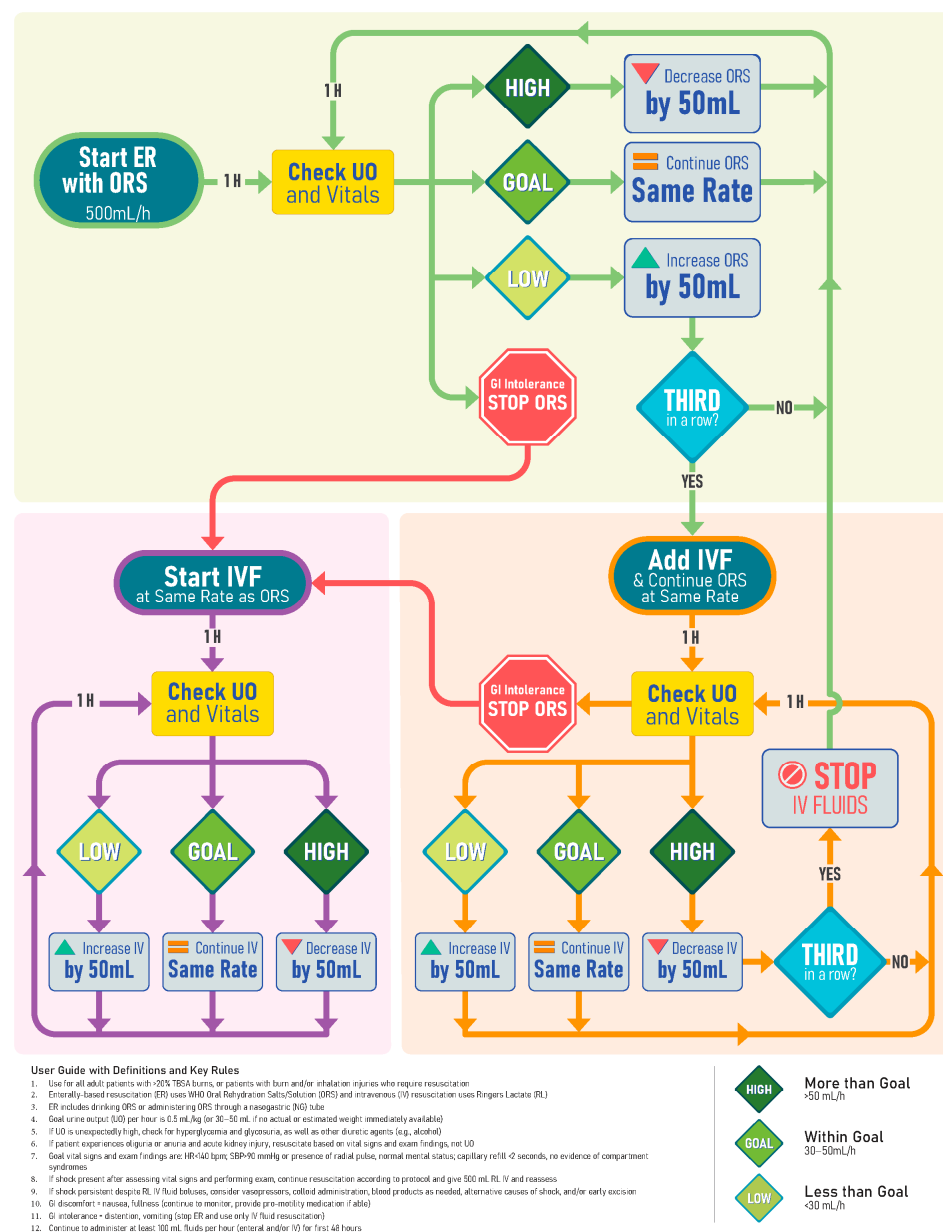 1 H
HIGH
Decrease ORS
by 50mL
Start ER
with ORS
500mL/h
1 H
Check UO
and Vitals
GOAL
Continue ORS
Same Rate
LOW
Increase ORS
by 50mL
GI Intolerance
STOP ORS
THIRD
in a row?
NO
YES
Start IVF
at Same Rate as ORS
Add IVF
& Continue ORS
at Same Rate
1 H
1 H
1 H
Check UO
and Vitals
GI Intolerance
STOP ORS
Check UO
and Vitals
1 H
STOP
IV FLUIDS
LOW
GOAL
HIGH
LOW
GOAL
HIGH
YES
Increase IV
by 50mL
Continue IV
Same Rate
Decrease IV
by 50mL
Increase IV
by 50mL
Continue IV
Same Rate
Decrease IV
by 50mL
THIRD
in a row?
NO
User Guide with Definitions and Key Rules
1. Use for all adult patients with >20% TBSA burns, or patients with burn and/or inhalation injuries who require resuscitation
2. Enterally-based resuscitation (ER) uses WHO Oral Rehydration Salts/Solution (ORS) and intravenous (IV) resuscitation uses Ringers Lactate (RL)
3. ER includes drinking ORS or administering ORS through a nasogastric (NG) tube
4. Goal urine output (UO) per hour is 0.5 mL/kg (or 30–50 mL if no actual or estimated weight immediately available)
5. If UO is unexpectedly high, check for hyperglycemia and glycosuria, as well as other diuretic agents (e.g., alcohol)
6. If patient experiences oliguria or anuria and acute kidney injury, resuscitate based on vital signs and exam findings, not UO
7. Goal vital signs and exam findings are: HR<140 bpm; SBP>90 mmHg or presence of radial pulse, normal mental status; capillary refill <2 seconds, no evidence of compartment
syndromes
8. If shock present after assessing vital signs and performing exam, continue resuscitation according to protocol and give 500 mL RL IV and reassess
9. If shock persistent despite RL IV fluid boluses, consider vasopressors, colloid administration, blood products as needed, alternative causes of shock, and/or early excision
10. GI discomfort = nausea, fullness (continue to monitor, provide pro-motility medication if able)
11. GI intolerance = distention, vomiting (stop ER and use only IV fluid resuscitation)
12. Continue to administer at least 100 mL fluids per hour (enteral and/or IV) for first 48 hours
HIGH
More than Goal
>50 mL/h
GOAL
Within Goal
30–50mL/h
LOW
Less than Goal
<30 mL/h